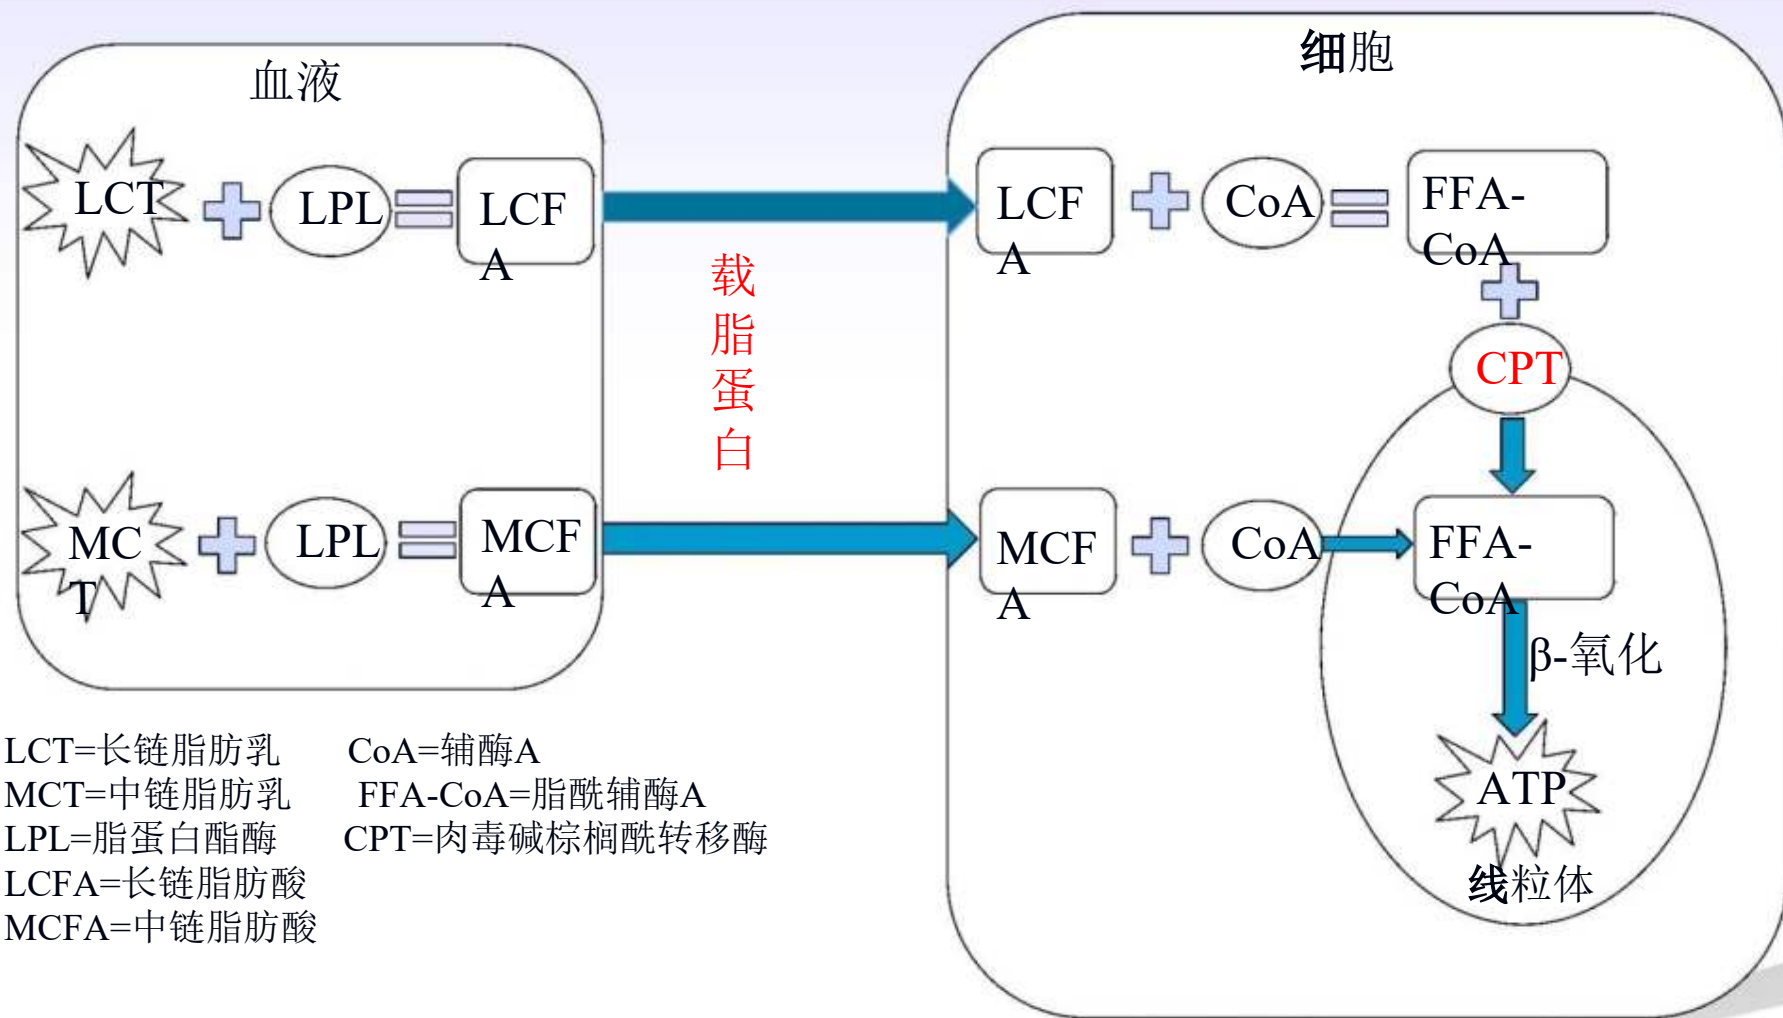 血液
细胞
LCT
LPL
LCF
A
LCF
A
CoA
FFA-
CoA
载
脂
蛋
白
CPT
MC
T
LPL
MCF
A
MCF
A
CoA
FFA-
CoA
β-氧化
ATP
线粒体
LCT=长链脂肪乳 CoA=辅酶A
MCT=中链脂肪乳 FFA-CoA=脂酰辅酶A
LPL=脂蛋白酯酶 CPT=肉毒碱棕榈酰转移酶
LCFA=长链脂肪酸
MCFA=中链脂肪酸